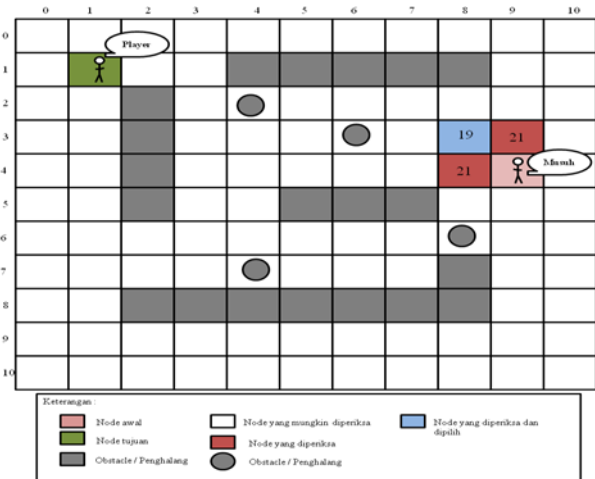 0 1 2 3 4 5 6 7 8 9 10
0
Player
1
2
3 19 21
4 21 Musuh
5
6
7
8
9
10
Keterangan :
Node awal Node yang mungkin diperiksa Node yang diperiksa dan dipilih
Node tujuan Node yang diperiksa
Obstacle / Penghalang Obstacle / Penghalang